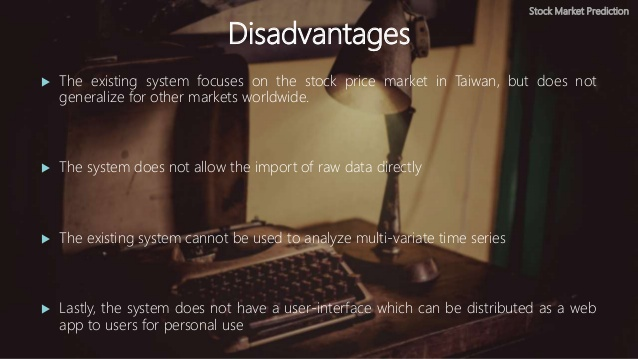 Stock Market Prediction
Disadvantages
The existing system focuses on the stock price market in Taiwan, but does not
generalize for other markets worldwide.
The system does not allow the import of raw data directly
The existing system cannot be used to analyze multi-variate time series
Lastly, the system does not have a user-interface which can be distributed as a web
app to users for personal use